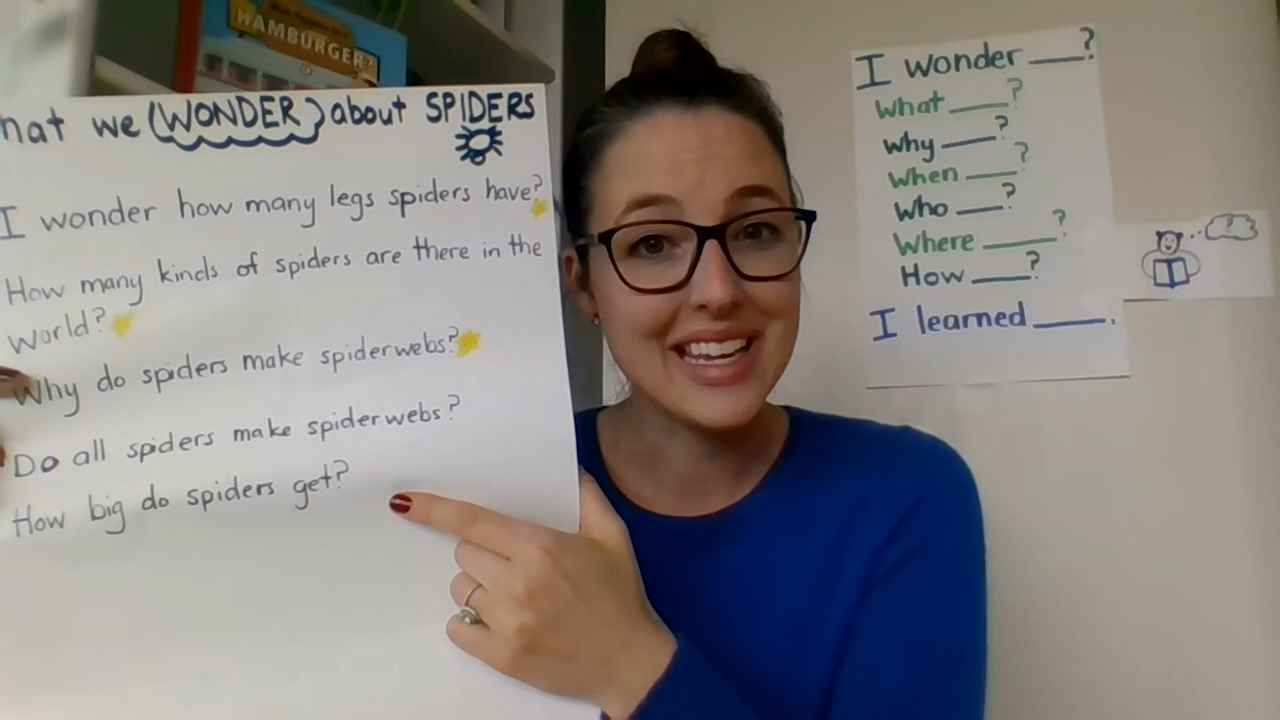 HAMBURGER?
we WONDER about SPIDERS
I wonder how many legs spiders have?
How many kinds of spiders are there in the
world?
Why do spiders make spiderwebs?
Do all spiders make spiderwebs?
How big do spiders get?
I wonder ___?
What ___?
Why ___?
When ___?
Who ___?
Where ___?
How ___?
I learned ___.
?